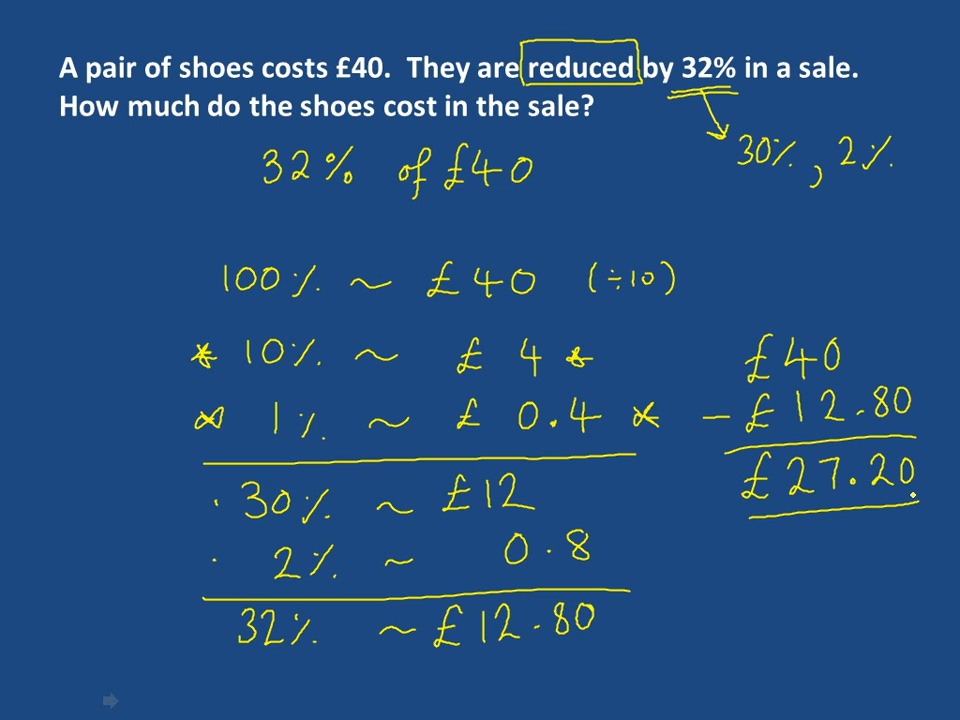 A pair of shoes costs £40. They are reduced by 32% in a sale.
How much do the shoes cost in the sale?
30%, 2%
32% of £40
100% ~ £40 (÷10)
* 10% ~ £ 4 *
* 1% ~ £ 0.4 *
30% ~ £12
2% ~ 0.8
32% ~ £12.80
£40
- £12.80
£27.20